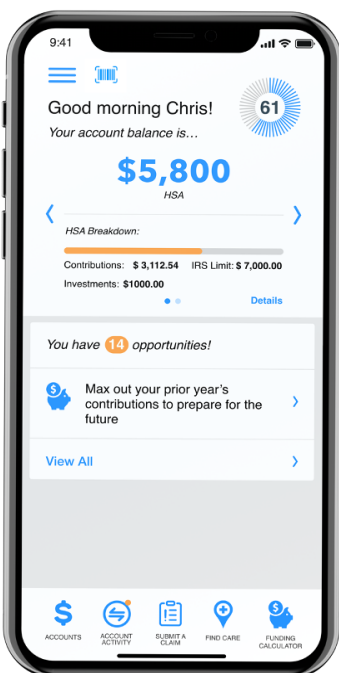 9:41
Good morning Chris!
61
Your account balance is...
$5,800
HSA
HSA Breakdown:
Contributions: $ 3,112.54 IRS Limit: $ 7,000.00
Investments: $1000.00
Details
You have 14 opportunities!
Max out your prior year's
contributions to prepare for the
future
View All
ACCOUNTS
ACCOUNT
ACTIVITY
SUBMIT A
CLAIM
FIND CARE
FUNDING
CALCULATOR